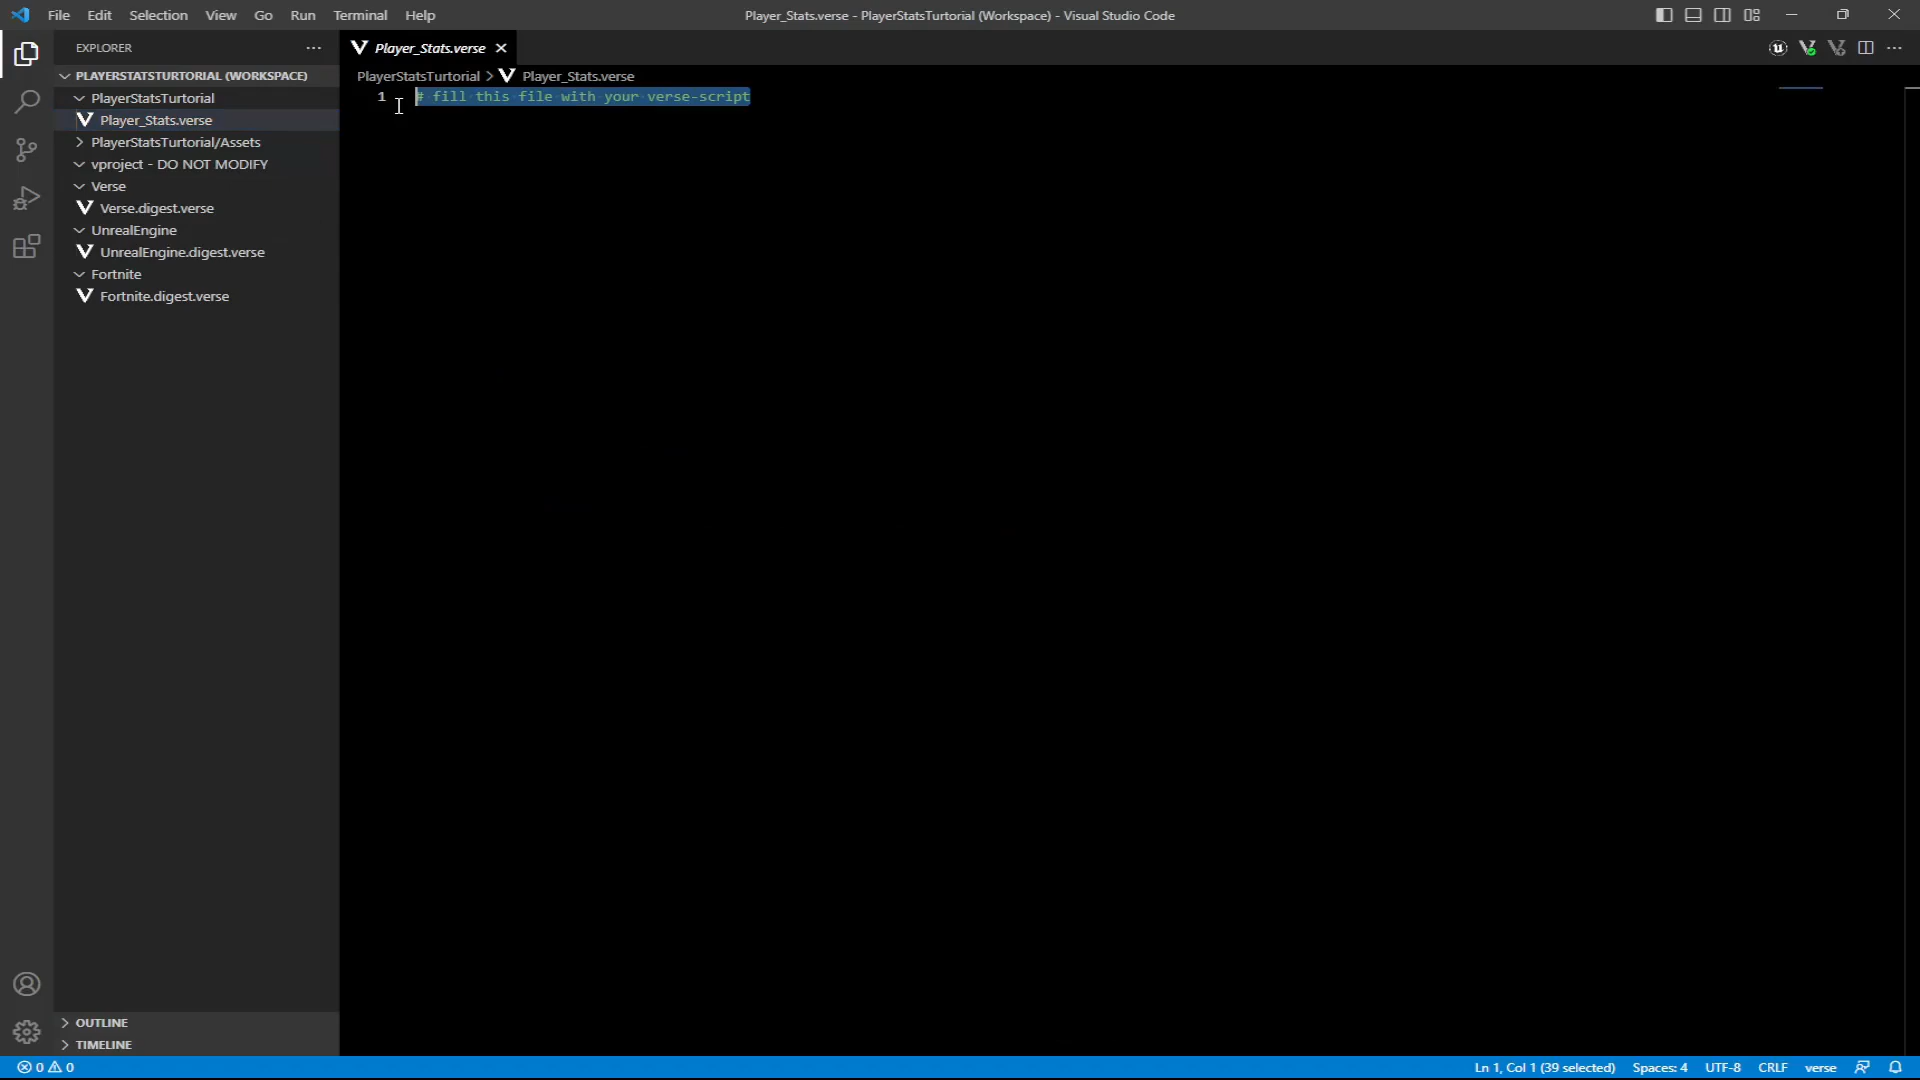 File Edit Selection View Go Run Terminal Help
Player_Stats.verse - PlayerStatsTurtorial (Workspace) - Visual Studio Code
EXPLORER
Player_Stats.verse
PLAYERSTATSTURTORIAL (WORKSPACE)
PlayerStatsTurtorial > Player_Stats.verse
PlayerStatsTurtorial
1 # fill this file with your verse-script
Player_Stats.verse
PlayerStatsTurtorial/Assets
vproject - DO NOT MODIFY
Verse
Verse.digest.verse
UnrealEngine
UnrealEngine.digest.verse
Fortnite
Fortnite.digest.verse
OUTLINE
TIMELINE
0 0
Ln 1, Col 1 (39 selected) Spaces: 4 UTF-8 CRLF verse